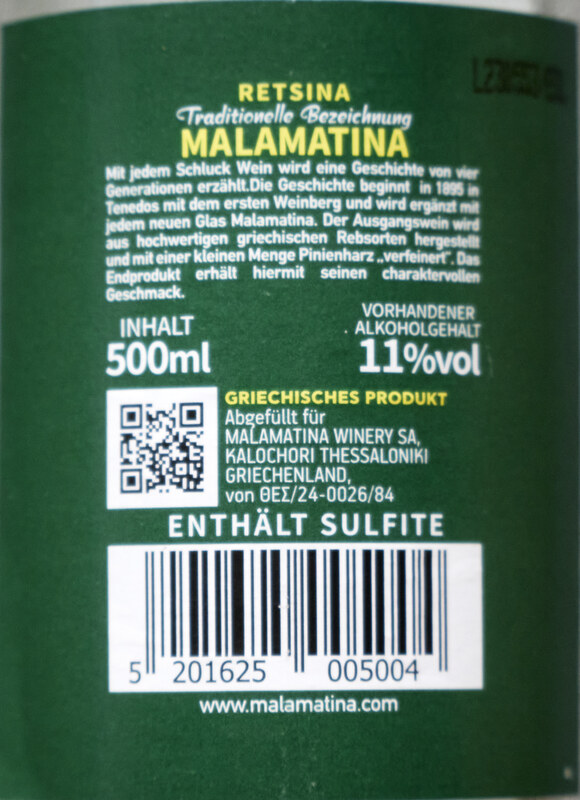 RETSINA
Traditionelle Bezeichnung
MALAMATINA
Mit jedem Schluck Wein wird eine Geschichte von vier
Generationen erzählt.Die Geschichte beginnt in 1895 in
Tenedos mit dem ersten Weinberg und wird ergänzt mit
jedem neuen Glas Malamatina. Der Ausgangswein wird
aus hochwertigen griechischen Rebsorten hergestellt
und mit einer kleinen Menge Pinienharz „verfeinert“. Das
Endprodukt erhält hiermit seinen charaktervollen
Geschmack.
INHALT
500ml
VORHANDENER
ALKOHOLGEHALT
11%vol
GRIECHISCHES PRODUKT
Abgefüllt für
MALAMATINA WINERY SA,
KALOCHORI THESSALONIKI
GRIECHENLAND,
von ΘΕΣ/24-0026/84
ENTHÄLT SULFITE
5 201625 005004
www.malamatina.com